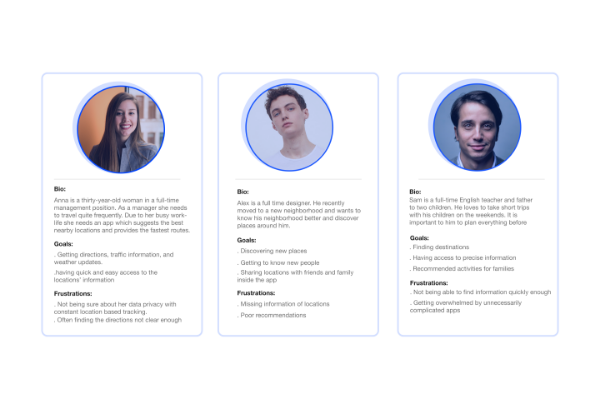 Bio:
Anna is a thirty-year-old woman in a full-time
management position. As a manager she needs
to travel quite frequently. Due to her busy work-
life she needs an app which suggests the best
nearby locations and provides the fastest routes.
Goals:
. Getting directions, traffic information, and
weather updates.
.having quick and easy access to the
locations' information
Frustrations:
. Not being sure about her data privacy with
constant location based tracking.
. Often finding the directions not clear enough
Bio:
Alex is a full time designer. He recently
moved to a new neighborhood and wants to
know his neighborhood better and discover
places around him.
Goals:
. Discovering new places
. Getting to know new people
. Sharing locations with friends and family
inside the app
Frustrations:
. Missing information of locations
. Poor recommendations
Bio:
Sam is a full-time English teacher and father
to two children. He loves to take short trips
with his children on the weekends. It is
important to him to plan everything before
Goals:
. Finding destinations
. Having access to precise information
. Recommended activities for families
Frustrations:
. Not being able to find information quickly enough
. Getting overwhelmed by unnecessarily
complicated apps